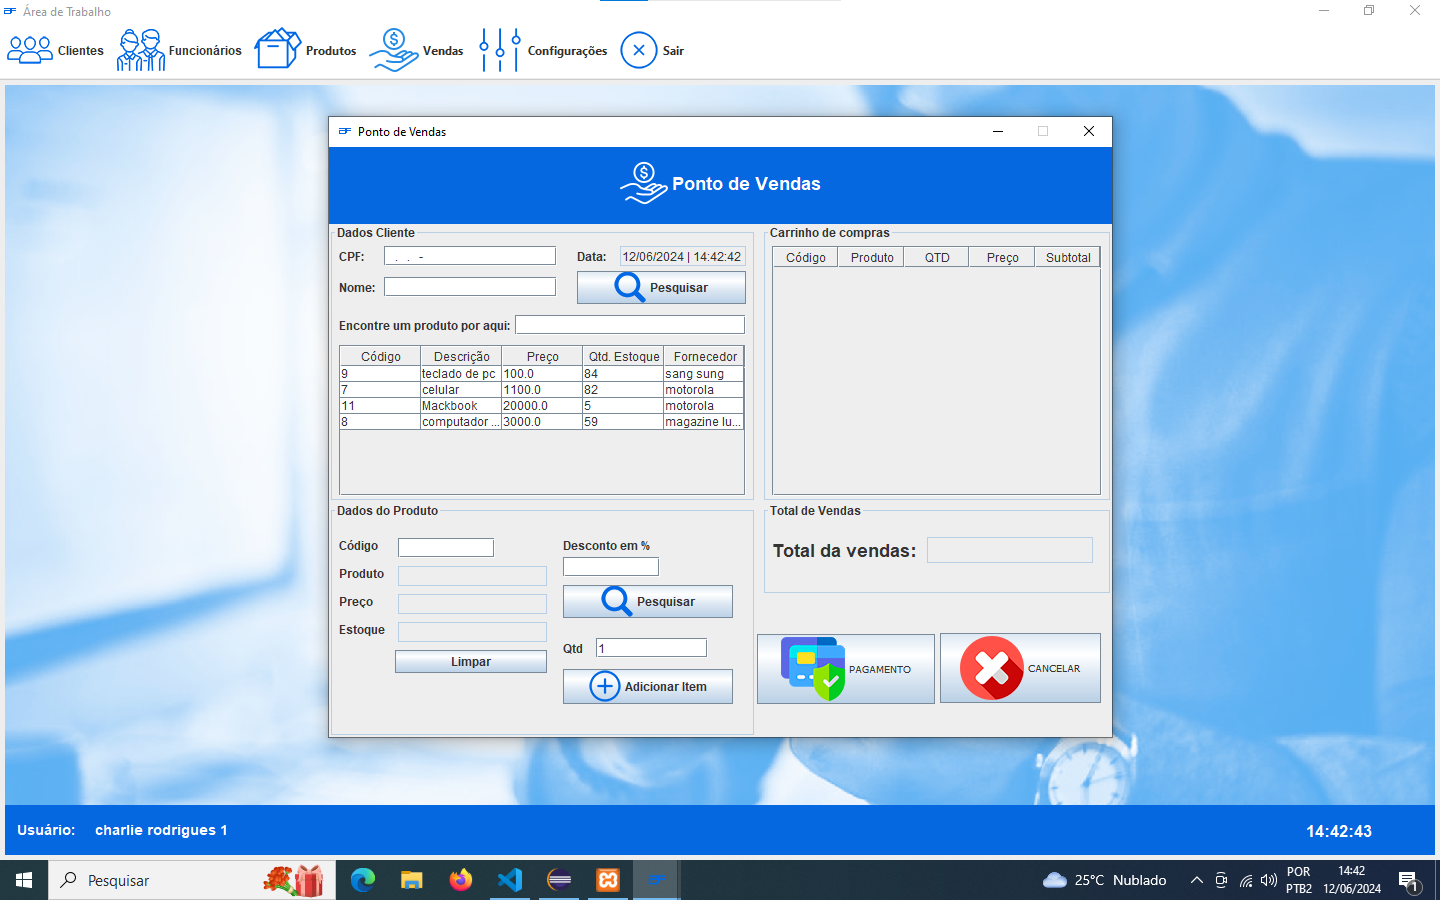 Área de Trabalho
Clientes Funcionários Produtos Vendas Configurações Sair
Ponto de Vendas
Ponto de Vendas
Dados Cliente
CPF: . . -
Data: 12/06/2024 | 14:42:42
Nome:
Pesquisar
Encontre um produto por aqui:
Código Descrição Preço Qtd. Estoque Fornecedor
9 teclado de pc 100.0 84 sang sung
7 celular 1100.0 82 motorola
11 Mackbook 20000.0 5 motorola
8 computador ... 3000.0 59 magazine lu...
Carrinho de compras
Código Produto QTD Preço Subtotal
Dados do Produto
Código
Produto
Preço
Estoque
Limpar
Desconto em %
Pesquisar
Qtd 1
Adicionar Item
Total de Vendas
Total da vendas:
PAGAMENTO
CANCELAR
Usuário: charlie rodrigues 1
14:42:43
Pesquisar
25°C Nublado
POR
PTB2
14:42
12/06/2024
1